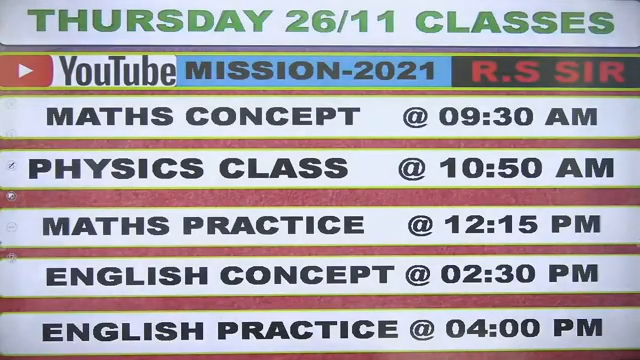 THURSDAY 26/11 CLASSES
YouTube MISSION-2021 R.S SIR
MATHS CONCEPT @ 09:30 AM
PHYSICS CLASS @ 10:50 AM
MATHS PRACTICE @ 12:15 PM
ENGLISH CONCEPT @ 02:30 PM
ENGLISH PRACTICE @ 04:00 PM